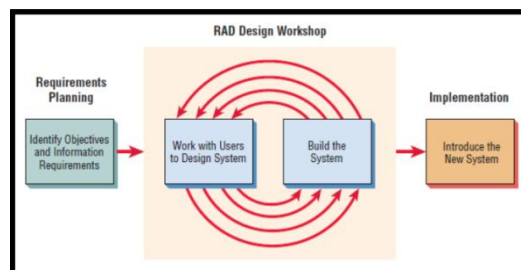 RAD Design Workshop
Requirements
Planning
Identify Objectives
and Information
Requirements
Work with Users
to Design System
Build the
System
Implementation
Introduce the
New System